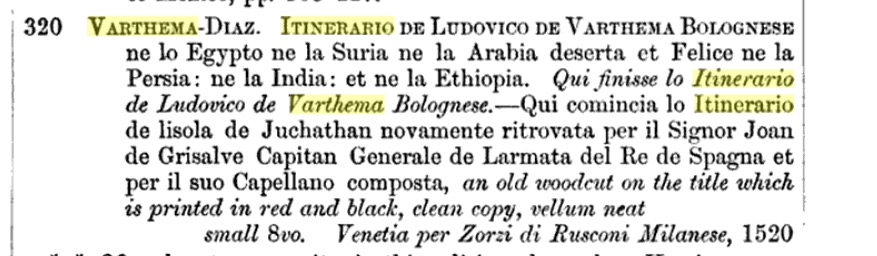 320 VARTHEMA-DIAZ. ITINERARIO DE LUDOVICO DE VARTHEMA BOLOGNESE
ne lo Egypto ne la Suria ne la Arabia deserta et Felice ne la
Persia: ne la India: et ne la Ethiopia. Qui finisse lo Itinerario
de Ludovico de Varthema Bolognese.—Qui comincia lo Itinerario
de lisola de Juchathan novamente ritrovata per il Signor Joan
de Grisalve Capitan Generale de Larmata del Re de Spagna et
per il suo Capellano composta, an old woodcut on the title which
is printed in red and black, clean copy, vellum neat
small 8vo. Venetia per Zorzi di Rusconi Milanese, 1520